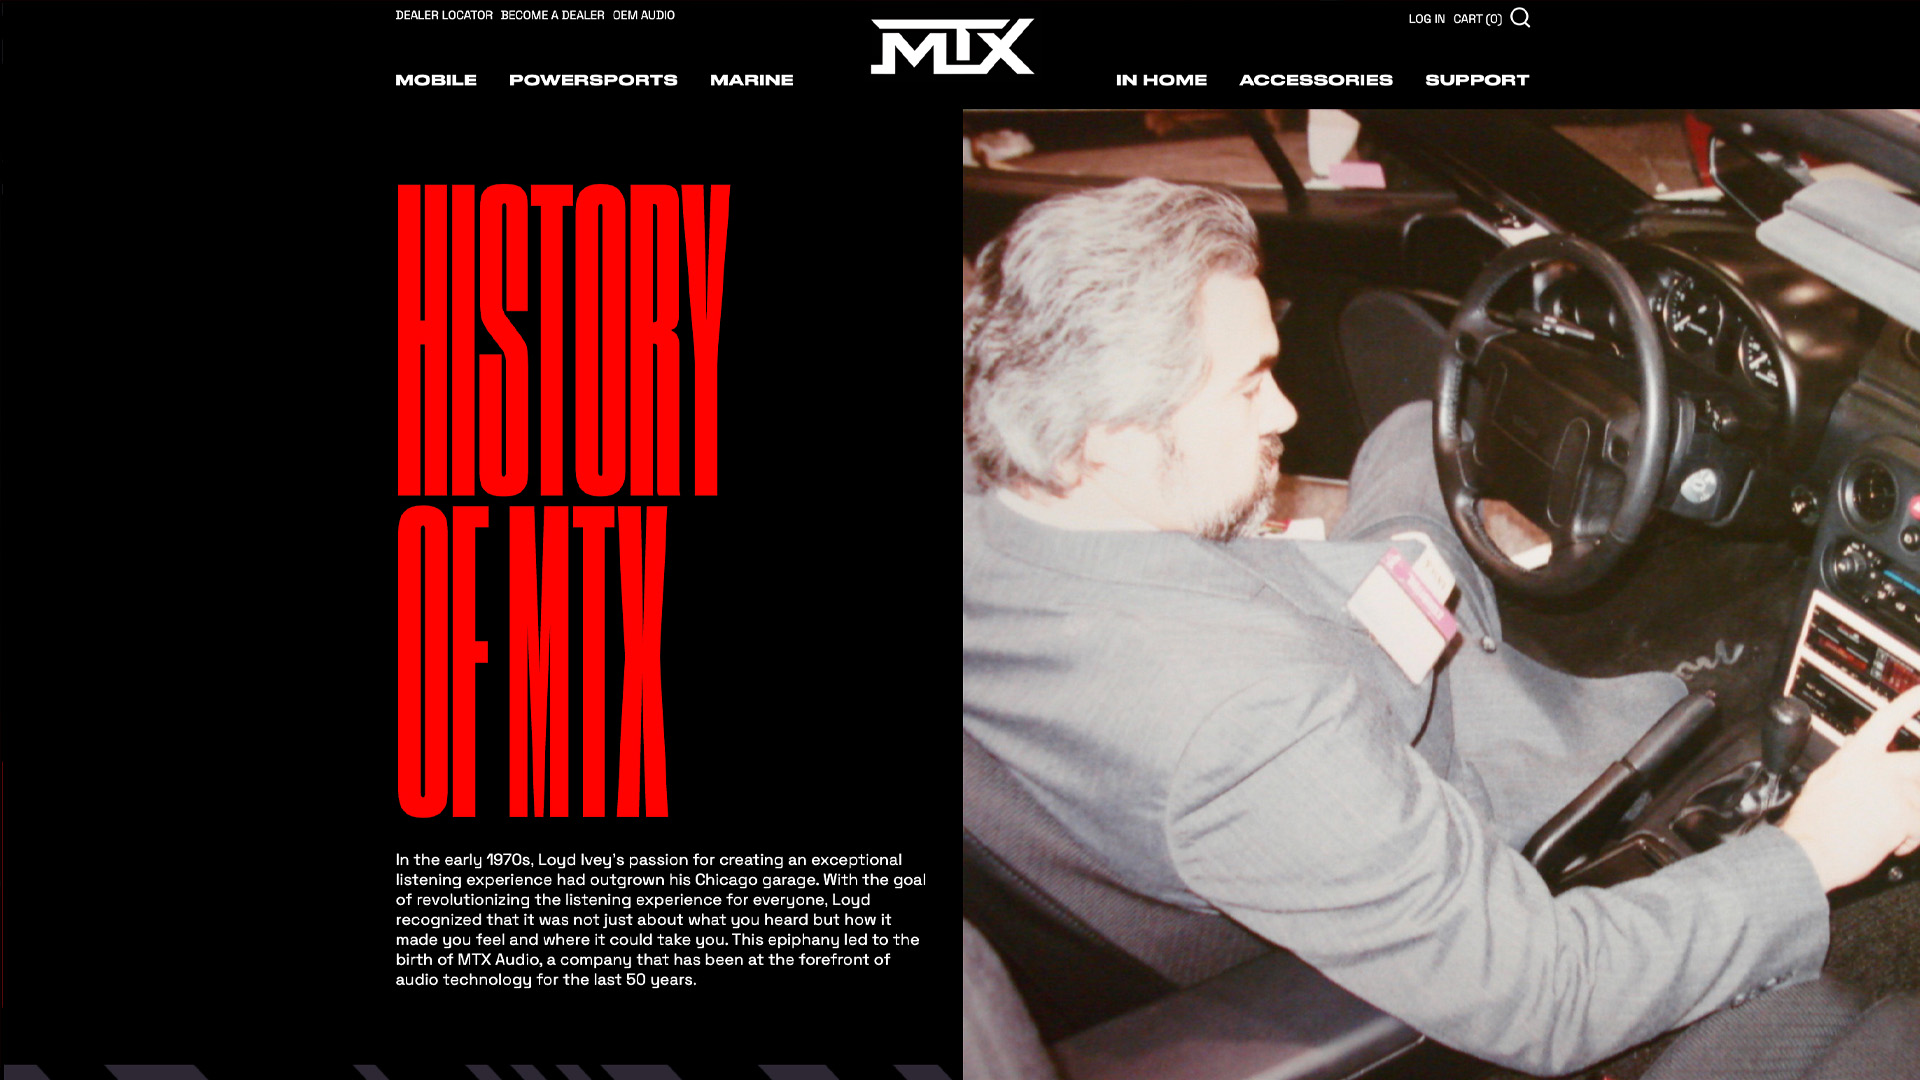 DEALER LOCATOR BECOME A DEALER OEM AUDIO
MTX
LOG IN CART (0)
MOBILE POWERSPORTS MARINE
IN HOME ACCESSORIES SUPPORT
HISTORY
OF MTX
In the early 1970s, Loyd Ivey's passion for creating an exceptional
listening experience had outgrown his Chicago garage. With the goal
of revolutionizing the listening experience for everyone, Loyd
recognized that it was not just about what you heard but how it
made you feel and where it could take you. This epiphany led to the
birth of MTX Audio, a company that has been at the forefront of
audio technology for the last 50 years.